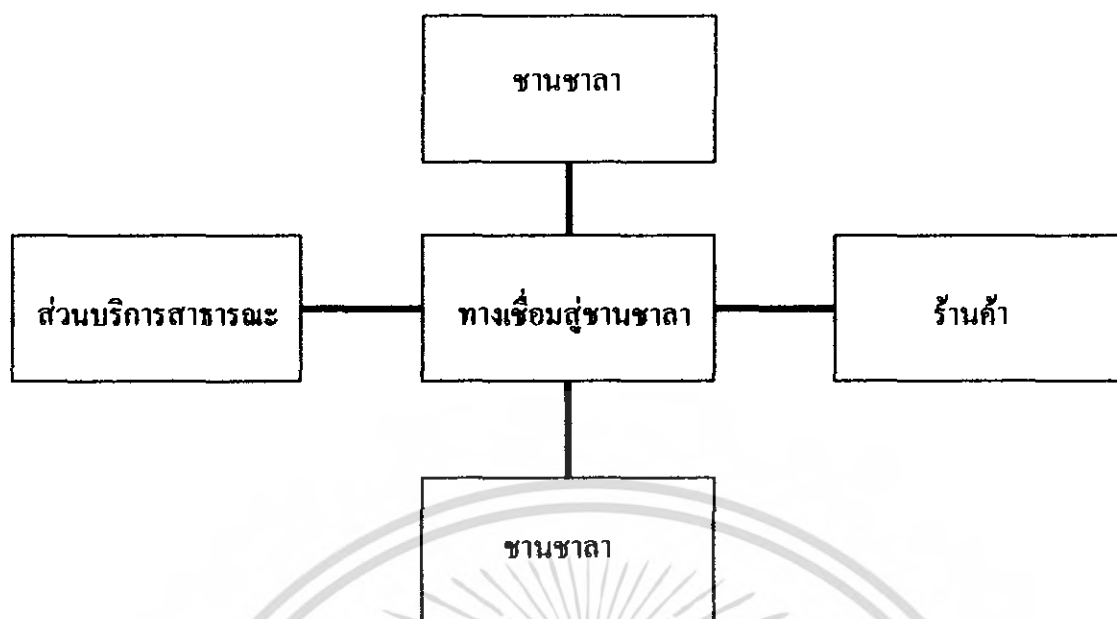 ชานชาลา
ส่วนบริการสาธารณะ
ทางเชื่อมสู่ชานชาลา
ร้านค้า
ชานชาลา